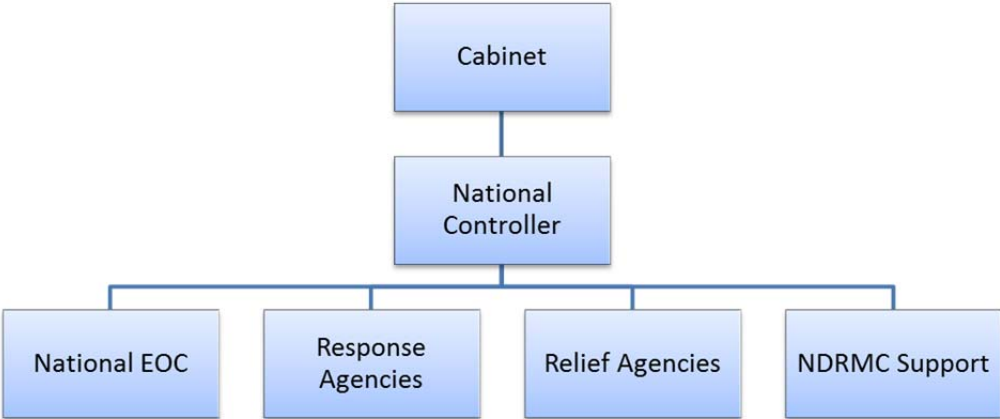 Cabinet
National
Controller
National EOC
Response
Agencies
Relief Agencies
NDRMC Support